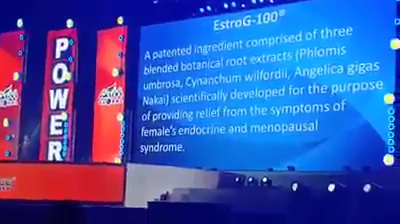 EstroG-100®
A patented ingredient comprised of three
blended botanical root extracts (Phlomis
umbrosa, Cynanchum wilfordii, Angelica gigas
Nakai) scientifically developed for the purpose
of providing relief from the symptoms of
female's endocrine and menopausal
syndrome.
POWER